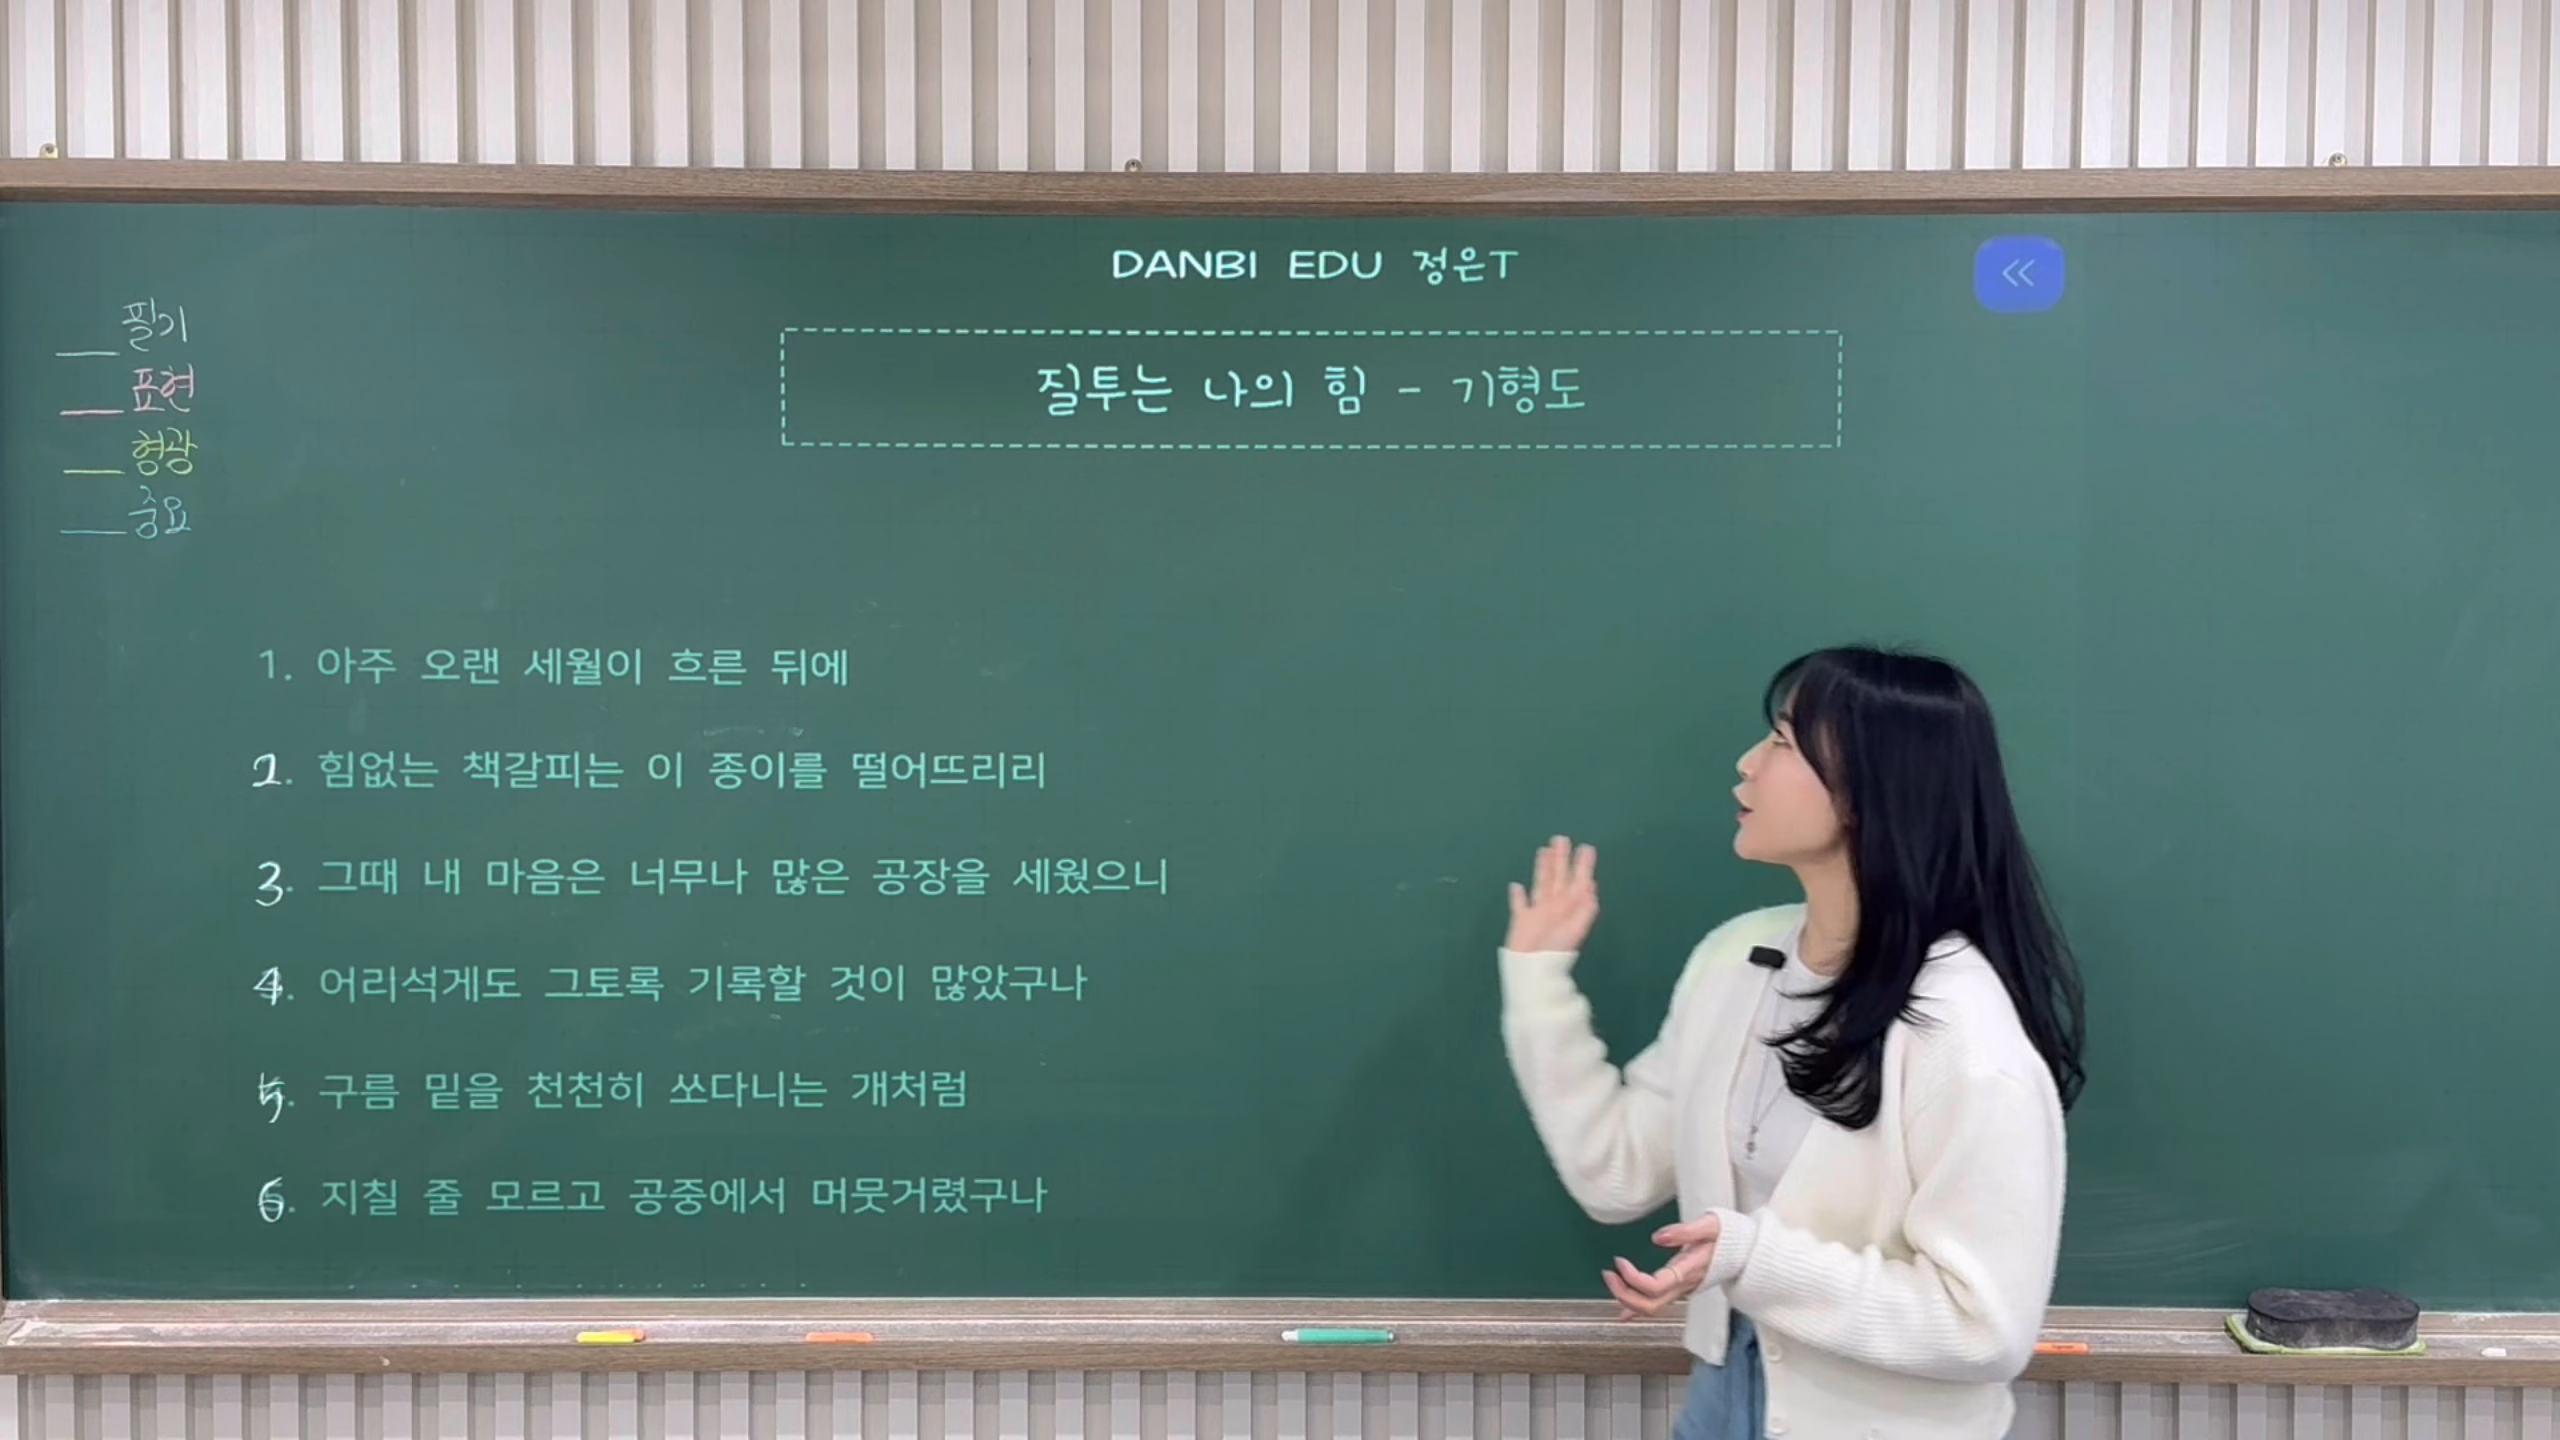 DANBI EDU 정은T
질투는 나의 힘 - 기형도
필기
표현
형광
중요
1. 아주 오랜 세월이 흐른 뒤에
2. 힘없는 책갈피는 이 종이를 떨어뜨리리
3. 그때 내 마음은 너무나 많은 공장을 세웠으니
4. 어리석게도 그토록 기록할 것이 많았구나
5. 구름 밑을 천천히 쏘다니는 개처럼
6. 지칠 줄 모르고 공중에서 머뭇거렸구나